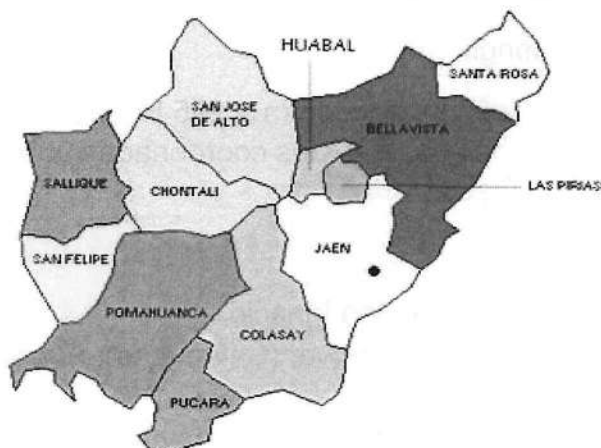 HUABAL
SANTA ROSA
SAN JOSE
DE ALTO
BELLAVISTA
SALLIQUE
CHONTALI
LAS PIRIAS
SAN FELIPE
JAEN
POMAHUANCA
COLASAY
PUCARA